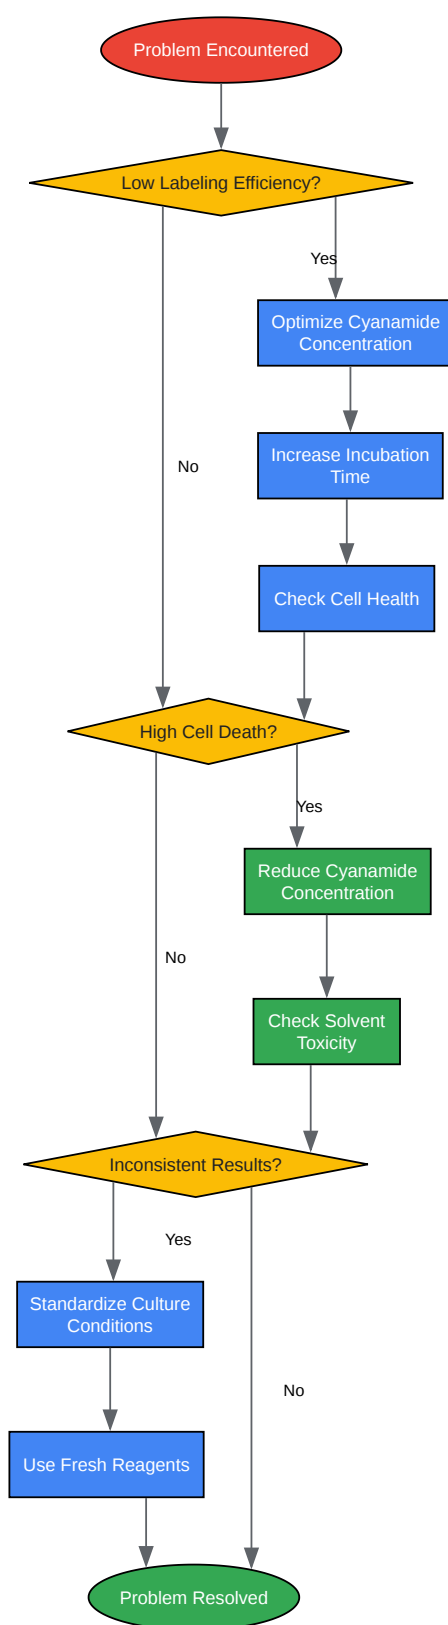 Problem Encountered
Low Labeling Efficiency?
Yes
Optimize Cyanamide
Concentration
Increase Incubation
Time
No
Check Cell Health
High Cell Death?
Yes
Reduce Cyanamide
Concentration
No
Check Solvent
Toxicity
Inconsistent Results?
Yes
Standardize Culture
Conditions
No
Use Fresh Reagents
Problem Resolved